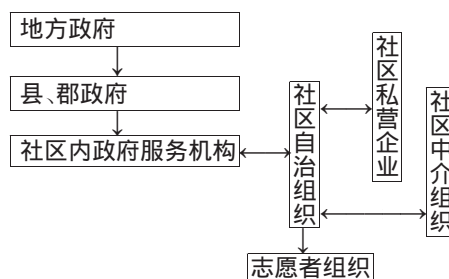 地方政府
县、郡政府
社区内政府服务机构
社区自治组织
社区私营企业
社区中介组织
志愿者组织